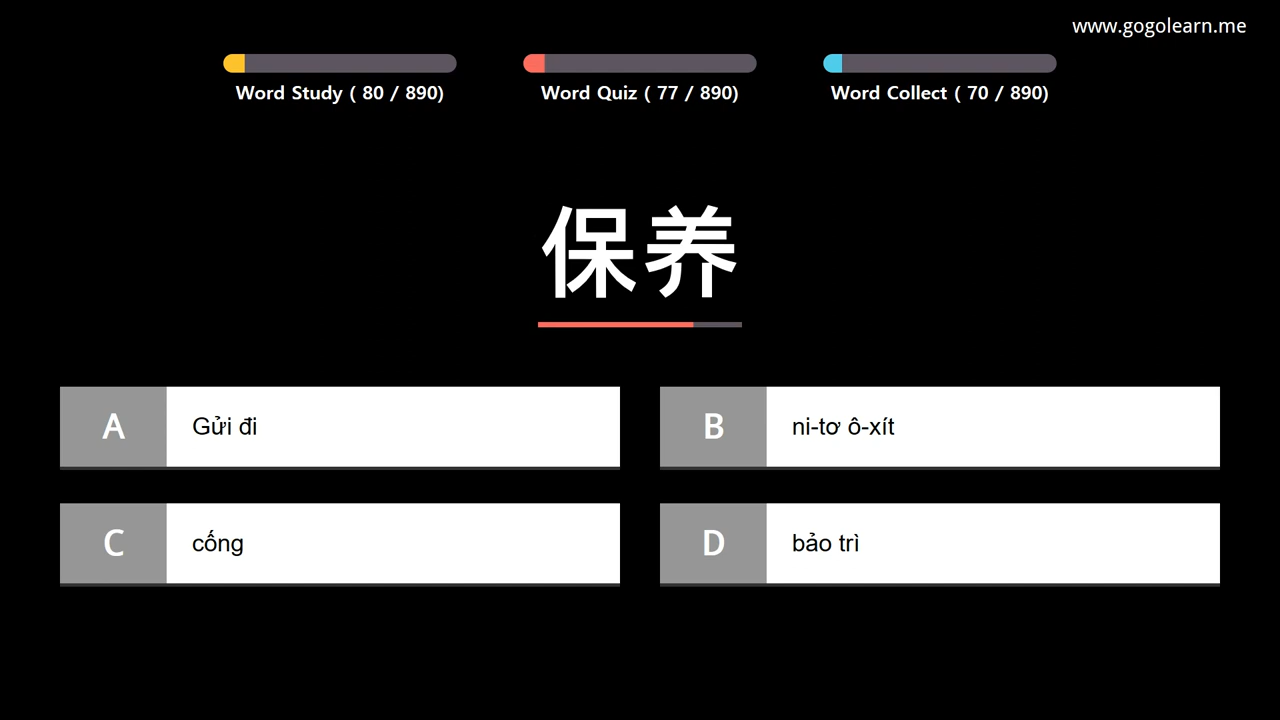 www.gogolearn.me
Word Study ( 80 / 890)
Word Quiz ( 77 / 890)
Word Collect ( 70 / 890)
保养
A
Gửi đi
B
ni-tơ ô-xít
C
cống
D
bảo trì